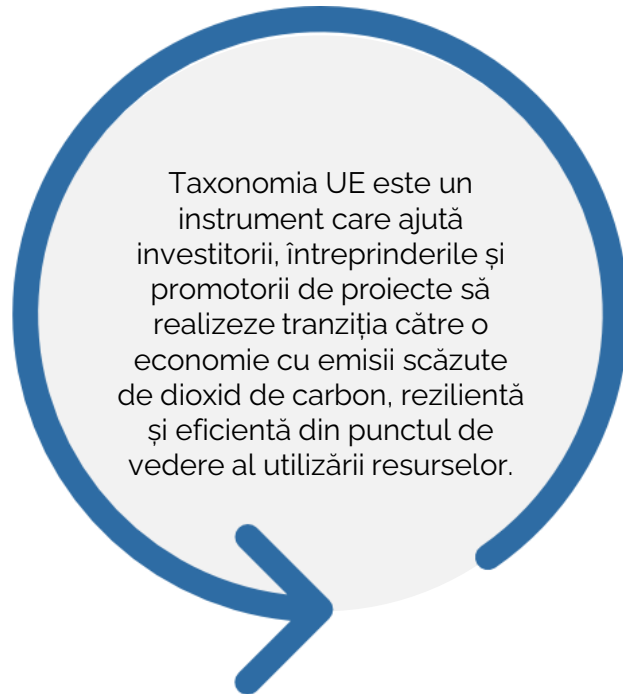 Taxonomia UE este un
instrument care ajută
investitorii, întreprinderile și
promotorii de proiecte să
realizeze tranziția către o
economie cu emisii scăzute
de dioxid de carbon, rezilientă
și eficientă din punctul de
vedere al utilizării resurselor.